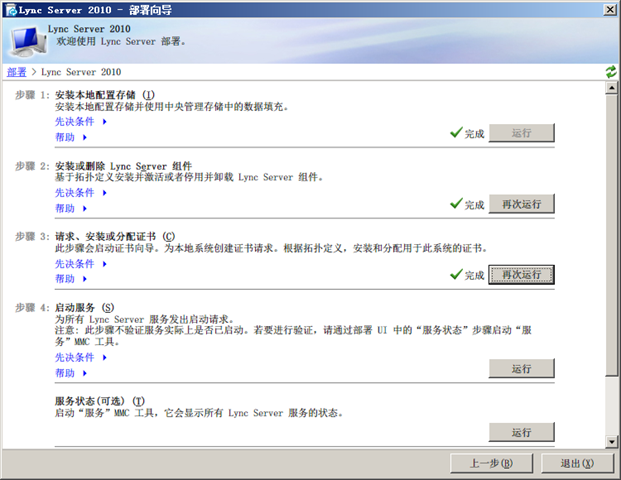 Lync Server 2010 - 部署向导
Lync Server 2010
欢迎使用 Lync Server 部署。
部署 > Lync Server 2010
步骤 1: 安装本地配置存储 (I)
安装本地配置存储并使用中央管理存储中的数据填充。
先决条件
帮助
完成 运行
步骤 2: 安装或删除 Lync Server 组件
基于拓扑定义安装并激活或者停用并卸载 Lync Server 组件。
先决条件
帮助
完成 再次运行
步骤 3: 请求、安装或分配证书 (C)
此步骤会启动证书向导。为本地系统创建证书请求。根据拓扑定义，安装和分配用于此系统的证书。
先决条件
帮助
完成 再次运行
步骤 4: 启动服务 (S)
为所有 Lync Server 服务发出启动请求。
注意: 此步骤不验证服务实际上是否已启动。若要进行验证，请通过部署 UI 中的“服务状态”步骤启动“服
务”MMC 工具。
先决条件
帮助
运行
服务状态(可选) (T)
启动“服务”MMC 工具，它会显示所有 Lync Server 服务的状态。
运行
上一步(B) 退出(X)